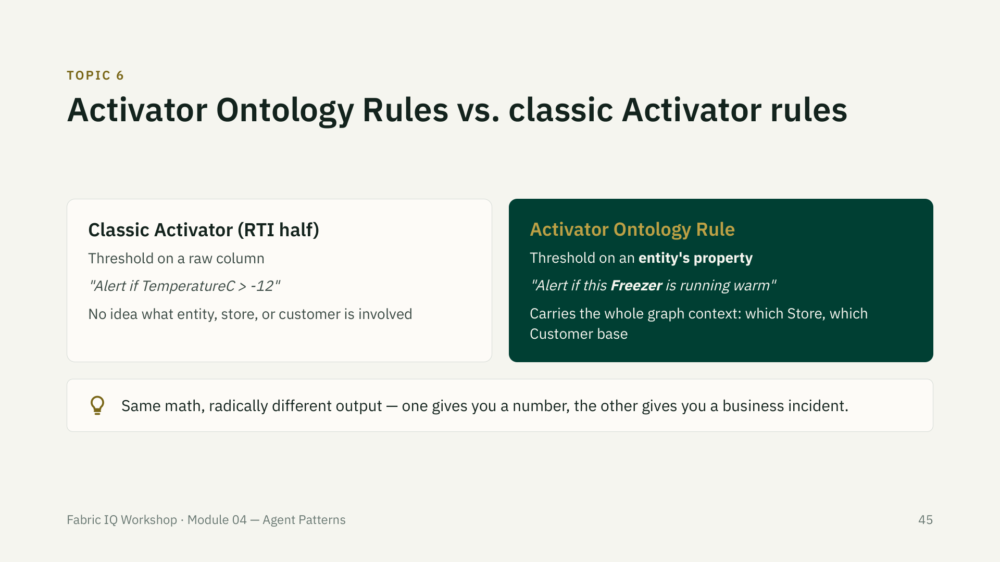 TOPIC 6
Activator Ontology Rules vs. classic Activator rules
Classic Activator (RTI half)
Threshold on a raw column
"Alert if TemperatureC > -12"
No idea what entity, store, or customer is involved
Activator Ontology Rule
Threshold on an entity's property
"Alert if this Freezer is running warm"
Carries the whole graph context: which Store, which
Customer base
Same math, radically different output — one gives you a number, the other gives you a business incident.
Fabric IQ Workshop · Module 04 — Agent Patterns
45